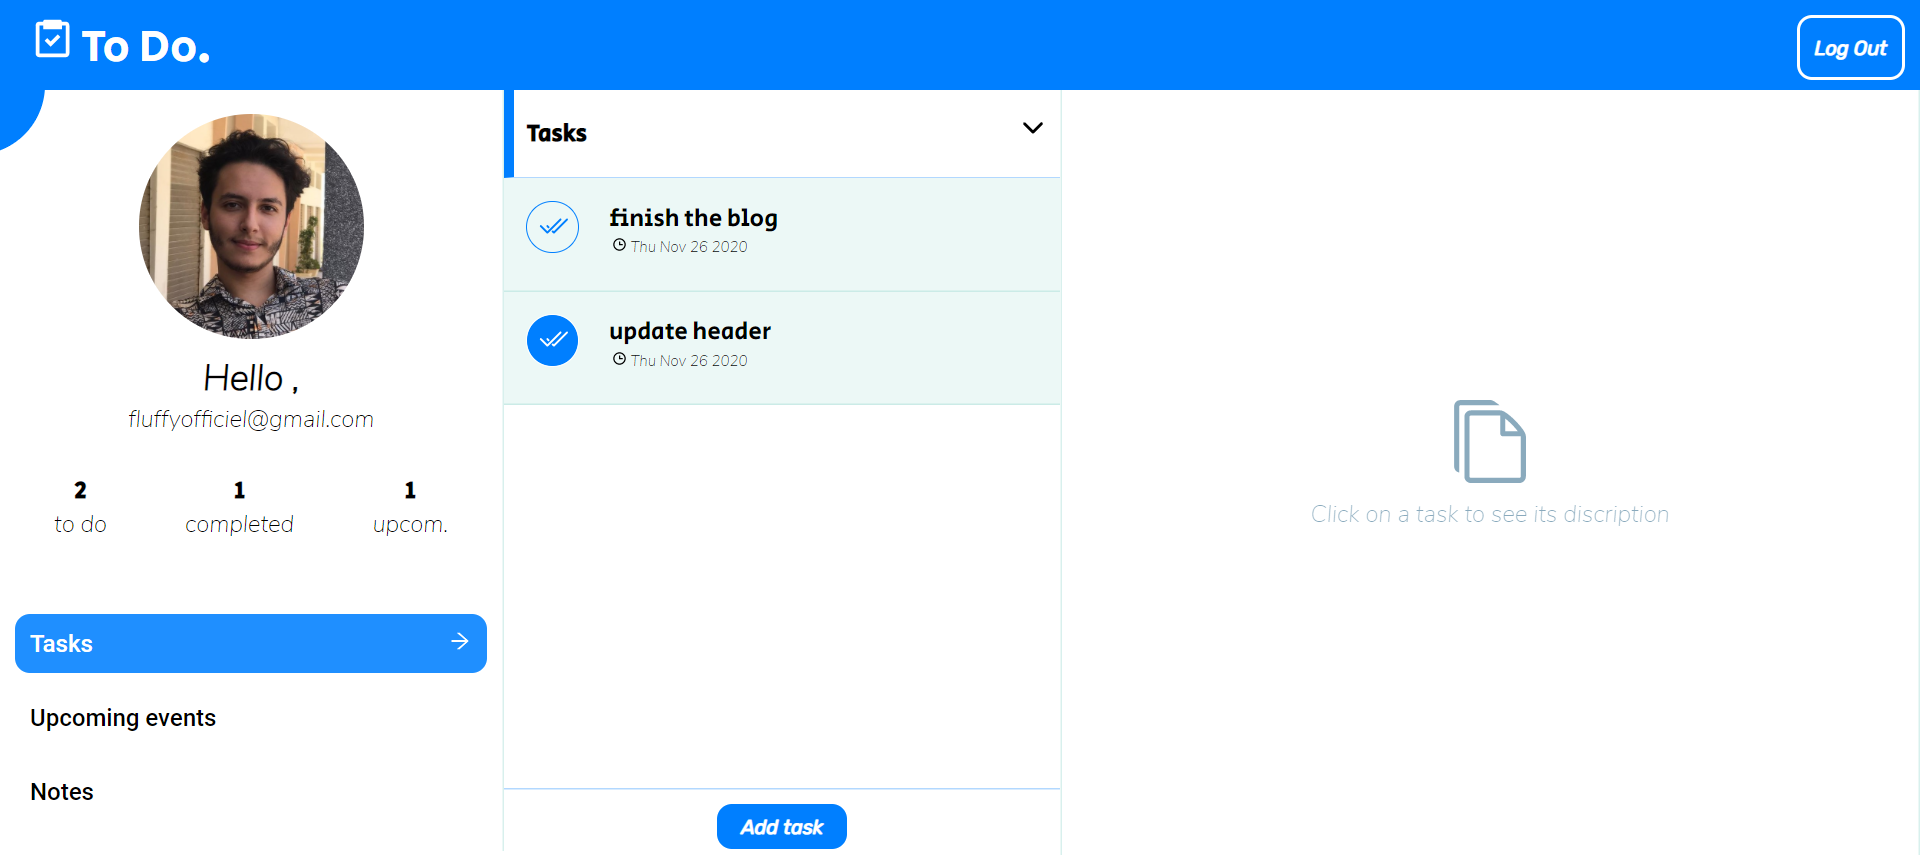 To Do.
Log Out
Hello ,
fluffyofficiel@gmail.com
2
to do
1
completed
1
upcom.
Tasks
Upcoming events
Notes
Tasks
finish the blog
Thu Nov 26 2020
update header
Thu Nov 26 2020
Add task
Click on a task to see its discription